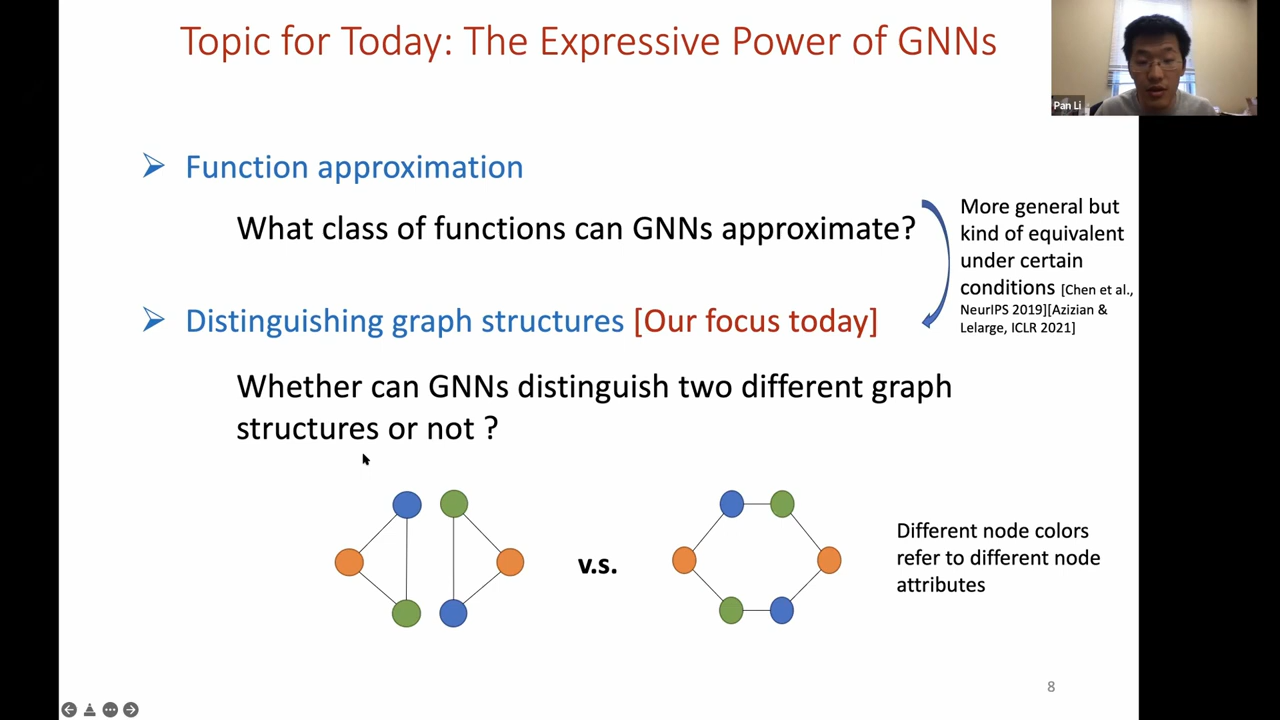 Topic for Today: The Expressive Power of GNNs
Pan Li
Function approximation
What class of functions can GNNs approximate?
More general but
kind of equivalent
under certain
conditions [Chen et al.,
NeurIPS 2019][Azizian &
Lelarge, ICLR 2021]
Distinguishing graph structures [Our focus today]
Whether can GNNs distinguish two different graph
structures or not ?
v.s.
Different node colors
refer to different node
attributes
8